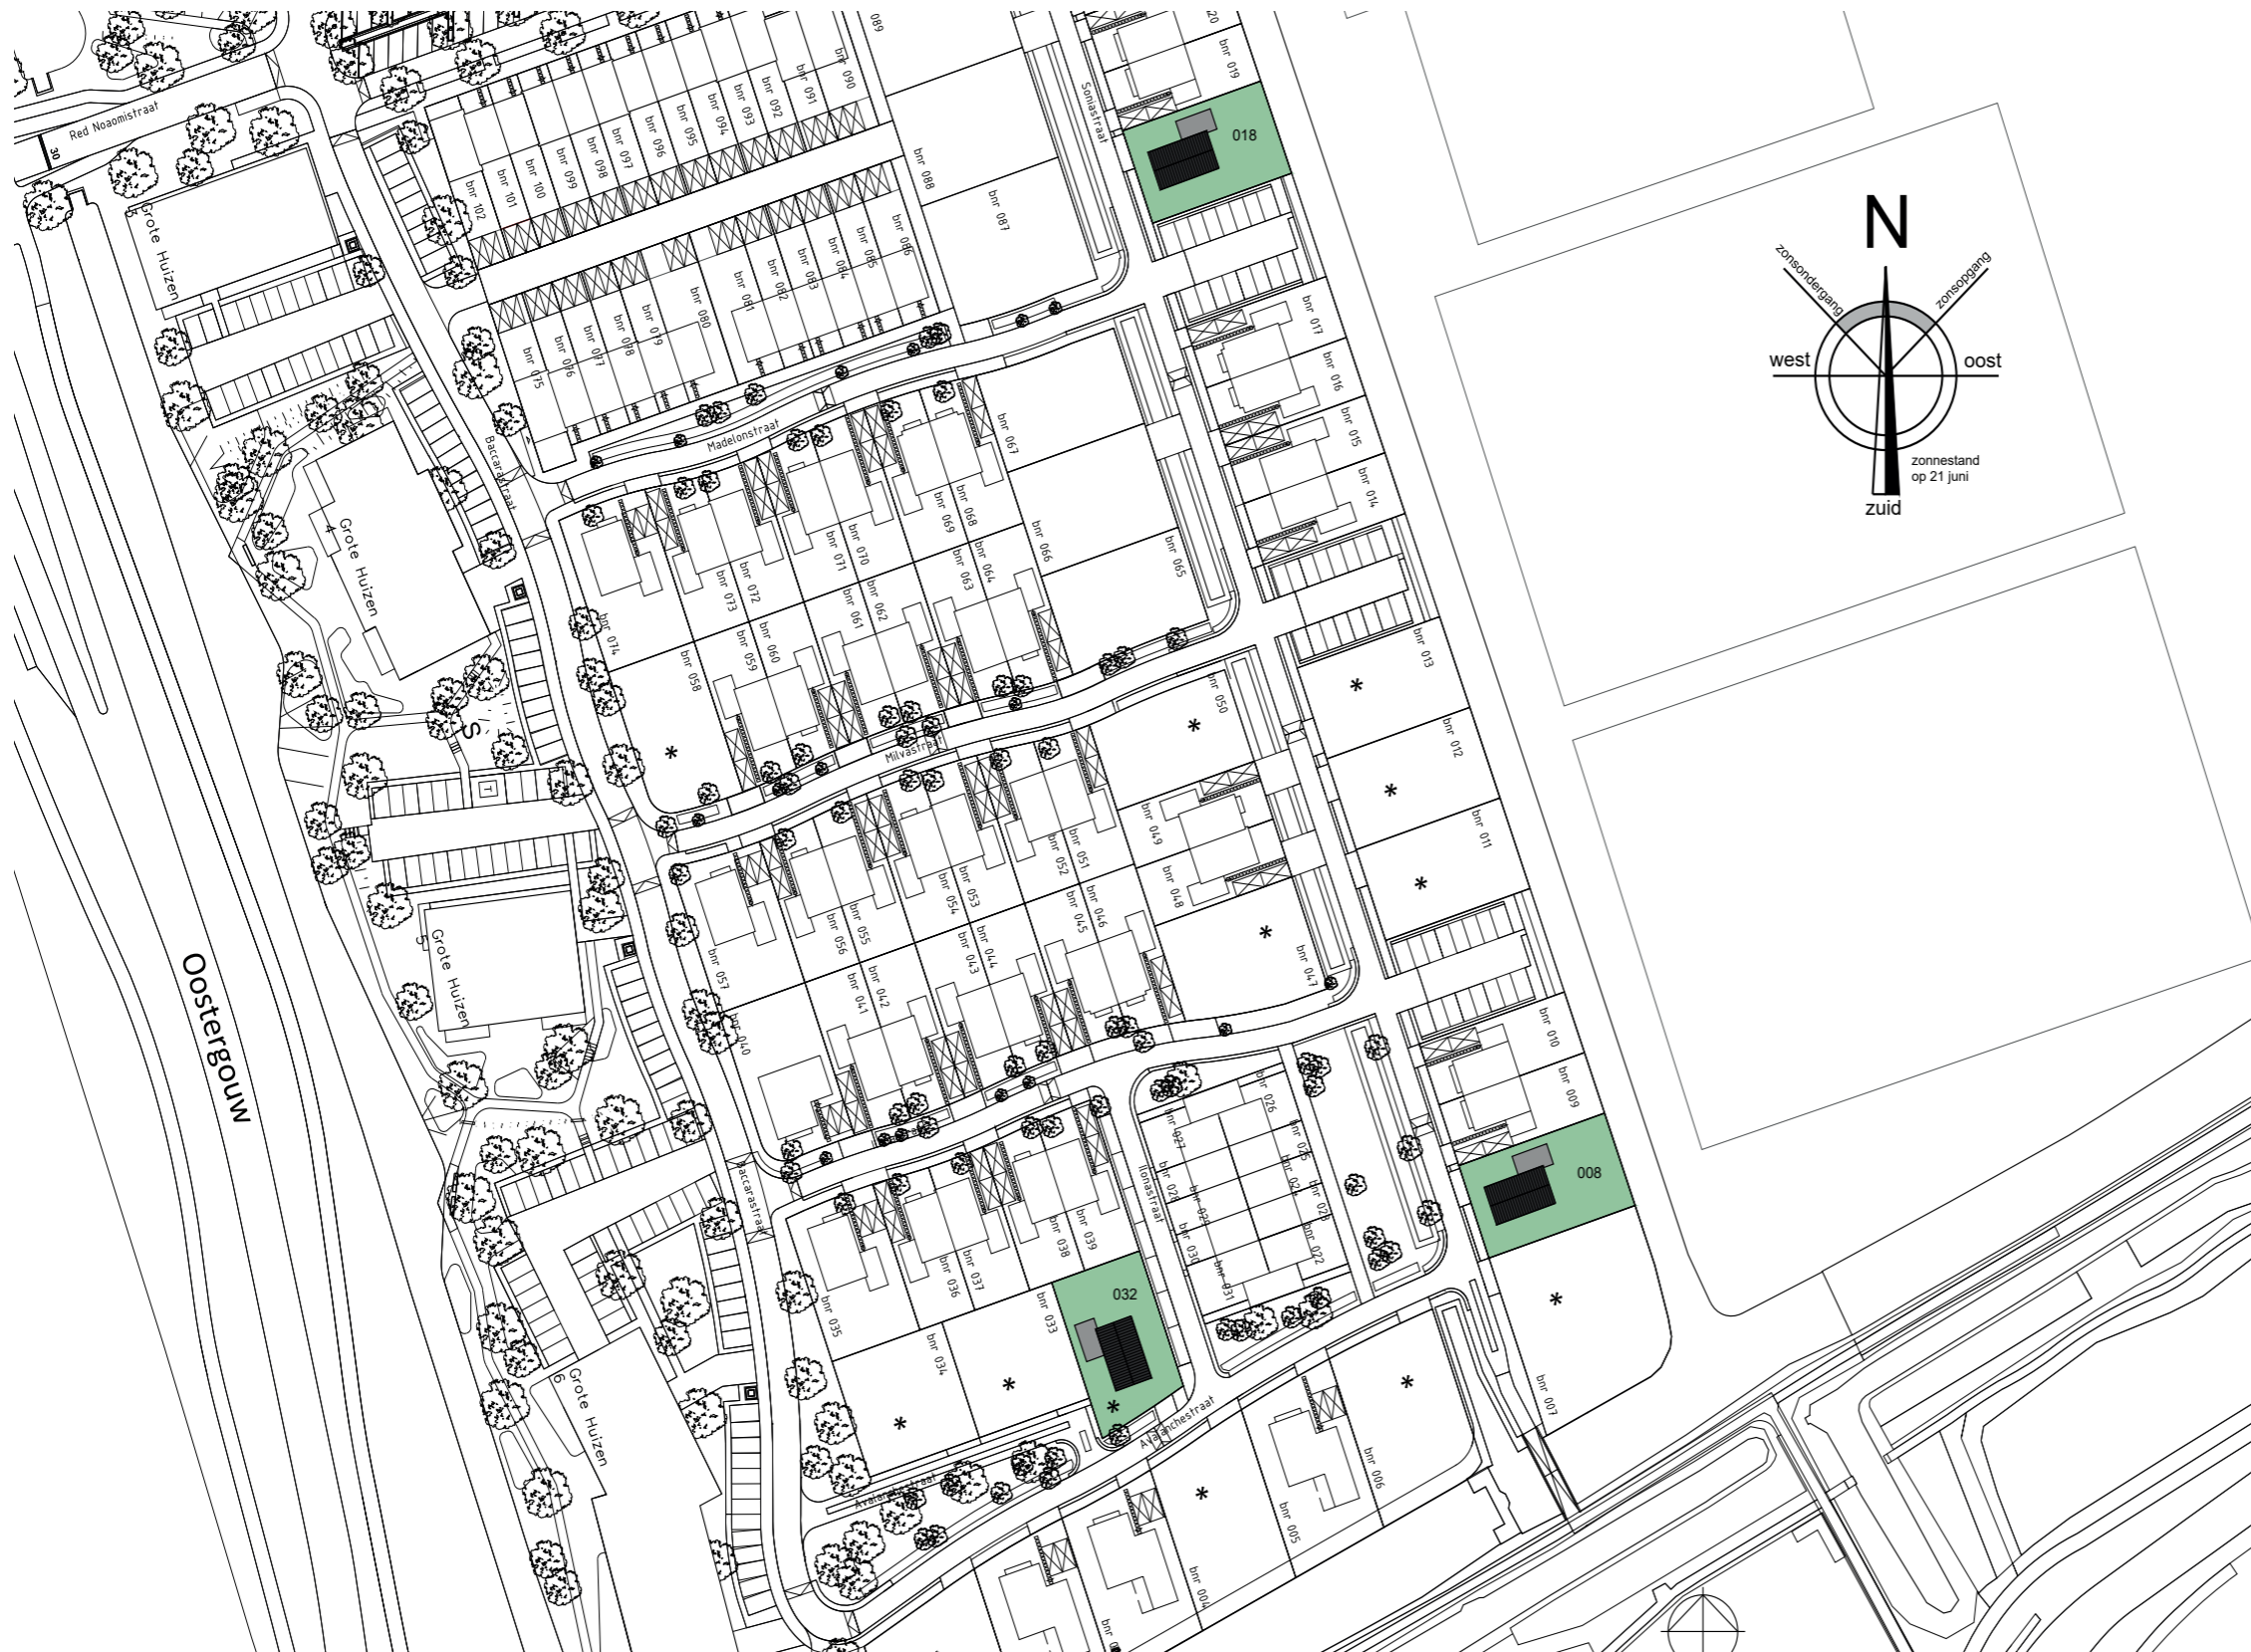 089
20
bnr 019
bnr 090
bnr 091
bnr 092
bnr 093
bnr 094
bnr 095
bnr 096
bnr 097
bnr 098
bnr 099
bnr 100
bnr 101
bnr 102
Red Noaomistraat
30
Soniastraat
018
bnr 088
bnr 087
N
zonsondergang
zonsopgang
west
oost
zonnestand
op 21 juni
zuid
Grote Huizen
3
bnr 086
bnr 085
bnr 084
bnr 083
bnr 082
bnr 081
bnr 080
bnr 079
bnr 078
bnr 077
bnr 076
bnr 075
bnr 017
bnr 016
bnr 015
bnr 014
Madelonstraat
Baccarastraat
Grote Huizen
4
bnr 067
bnr 068
bnr 069
bnr 070
bnr 071
bnr 072
bnr 073
bnr 074
bnr 066
bnr 065
bnr 064
bnr 063
bnr 062
bnr 061
bnr 060
bnr 059
bnr 058
*
S
T
Milvastraat
bnr 013
*
bnr 012
*
bnr 011
*
bnr 050
*
bnr 049
bnr 048
bnr 051
bnr 052
bnr 053
bnr 054
bnr 055
bnr 056
bnr 057
Grote Huizen
5
Oostergouw
bnr 047
*
bnr 046
bnr 045
bnr 044
bnr 043
bnr 042
bnr 041
bnr 040
bnr 010
bnr 009
008
bnr 026
bnr 025
bnr 024
bnr 023
bnr 022
bnr 027
bnr 028
bnr 029
bnr 030
bnr 031
Ilonastraat
Baccarastraat
bnr 039
bnr 038
bnr 037
bnr 036
bnr 035
bnr 034
*
bnr 033
*
032
*
bnr 007
*
Grote Huizen
6
Avalanchestraat
Avalanchestraat
bnr 006
*
bnr 005
bnr 004
*